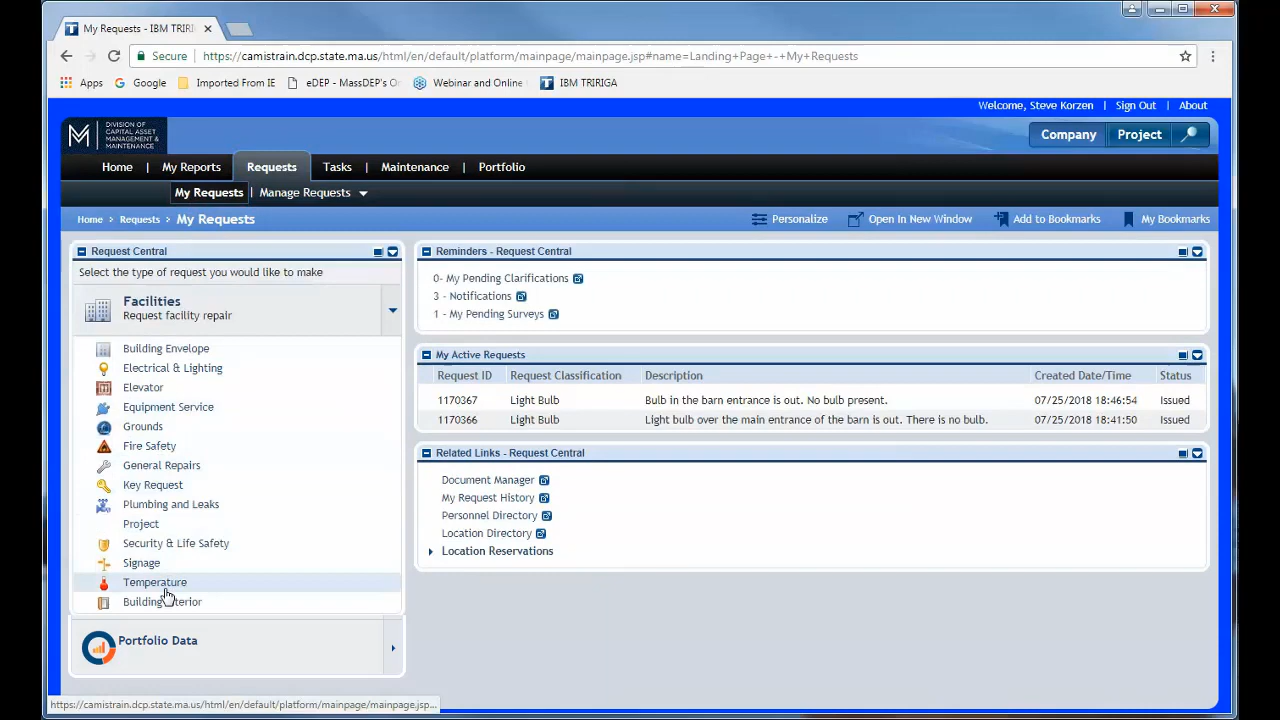 My Requests - IBM TRIRI
Secure https://camistrain.dcp.state.ma.us/html/en/default/platform/mainpage/mainpage.jsp#name=Landing+Page+-+My+Requests
Apps Google Imported From IE eDEP - MassDEP's O Webinar and Online IBM TRIRIGA
Welcome, Steve Korzen | Sign Out | About
M DIVISION OF CAPITAL ASSET MANAGEMENT & MAINTENANCE
Company Project
Home | My Reports Requests Tasks | Maintenance | Portfolio
My Requests | Manage Requests
Home > Requests > My Requests Personalize Open In New Window Add to Bookmarks My Bookmarks
Request Central
Select the type of request you would like to make
Facilities
Request facility repair
Building Envelope
Electrical & Lighting
Elevator
Equipment Service
Grounds
Fire Safety
General Repairs
Key Request
Plumbing and Leaks
Project
Security & Life Safety
Signage
Temperature
Building
Portfolio Data
Reminders - Request Central
0- My Pending Clarifications
3 - Notifications
1 - My Pending Surveys
My Active Requests
Request ID Request Classification Description Created Date/Time Status
1170367 Light Bulb Bulb in the barn entrance is out. No bulb present. 07/25/2018 18:46:54 Issued
1170366 Light Bulb Light bulb over the main entrance of the barn is out. There is no bulb. 07/25/2018 18:41:50 Issued
Related Links - Request Central
Document Manager
My Request History
Personnel Directory
Location Directory
Location Reservations
https://camistrain.dcp.state.ma.us/html/en/default/platform/mainpage/mainpage.jsp...